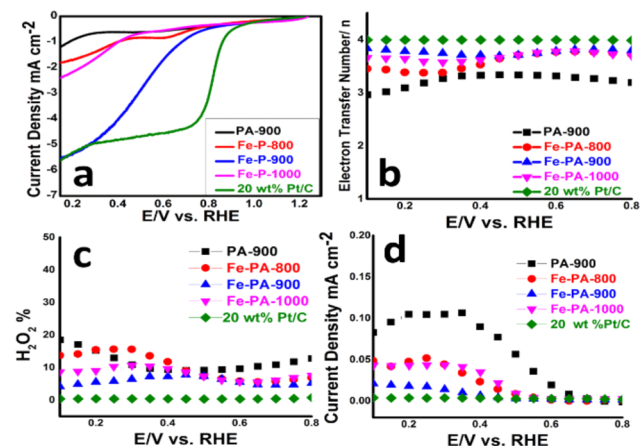 Current Density mA cm-2
0
-1
-2
-3
-4
-5
-6
-7
PA-900
Fe-P-800
Fe-P-900
Fe-P-1000
20 wt% Pt/C
a
0.2 0.4 0.6 0.8 1.0 1.2
E/V vs. RHE
Electron Transfer Number/ n
5
4
3
2
1
PA-900
Fe-PA-800
Fe-PA-900
Fe-PA-1000
20 wt% Pt/C
b
0.2 0.4 0.6 0.8
E/V vs. RHE
H2O2 %
50
40
30
20
10
0
c
PA-900
Fe-PA-800
Fe-PA-900
Fe-PA-1000
20 wt% Pt/C
0.2 0.4 0.6 0.8
E/V vs. RHE
Current Density mA cm-2
0.20
0.15
0.10
0.05
0.00
d
PA-900
Fe-PA-800
Fe-PA-900
Fe-PA-1000
20 wt %Pt/C
0.2 0.4 0.6 0.8
E/V vs. RHE